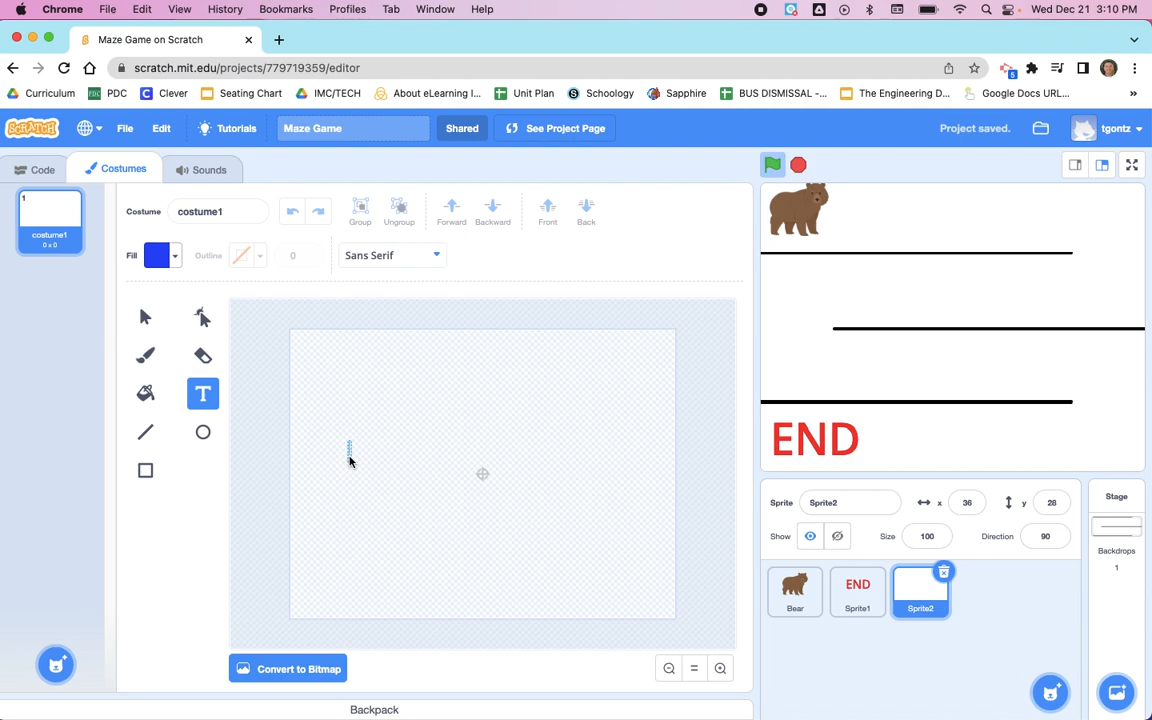 Chrome File Edit View History Bookmarks Profiles Tab Window Help Wed Dec 21 3:10 PM
Maze Game on Scratch
scratch.mit.edu/projects/779719359/editor
5
Curriculum PDC Clever Seating Chart IMC/TECH About eLearning I... Unit Plan Schoology Sapphire BUS DISMISSAL -... The Engineering D... Google Docs URL... »
SCRATCH File Edit Tutorials Maze Game Shared See Project Page Project saved. tgontz
Code Costumes Sounds
1
costume1
0 x 0
Costume costume1 Group Ungroup Forward Backward Front Back
Fill Outline 0 Sans Serif
T
Convert to Bitmap
Backpack
END
Sprite Sprite2 x 36 y 28
Show Size 100 Direction 90
Bear
END
Sprite1
Sprite2
Stage
Backdrops
1